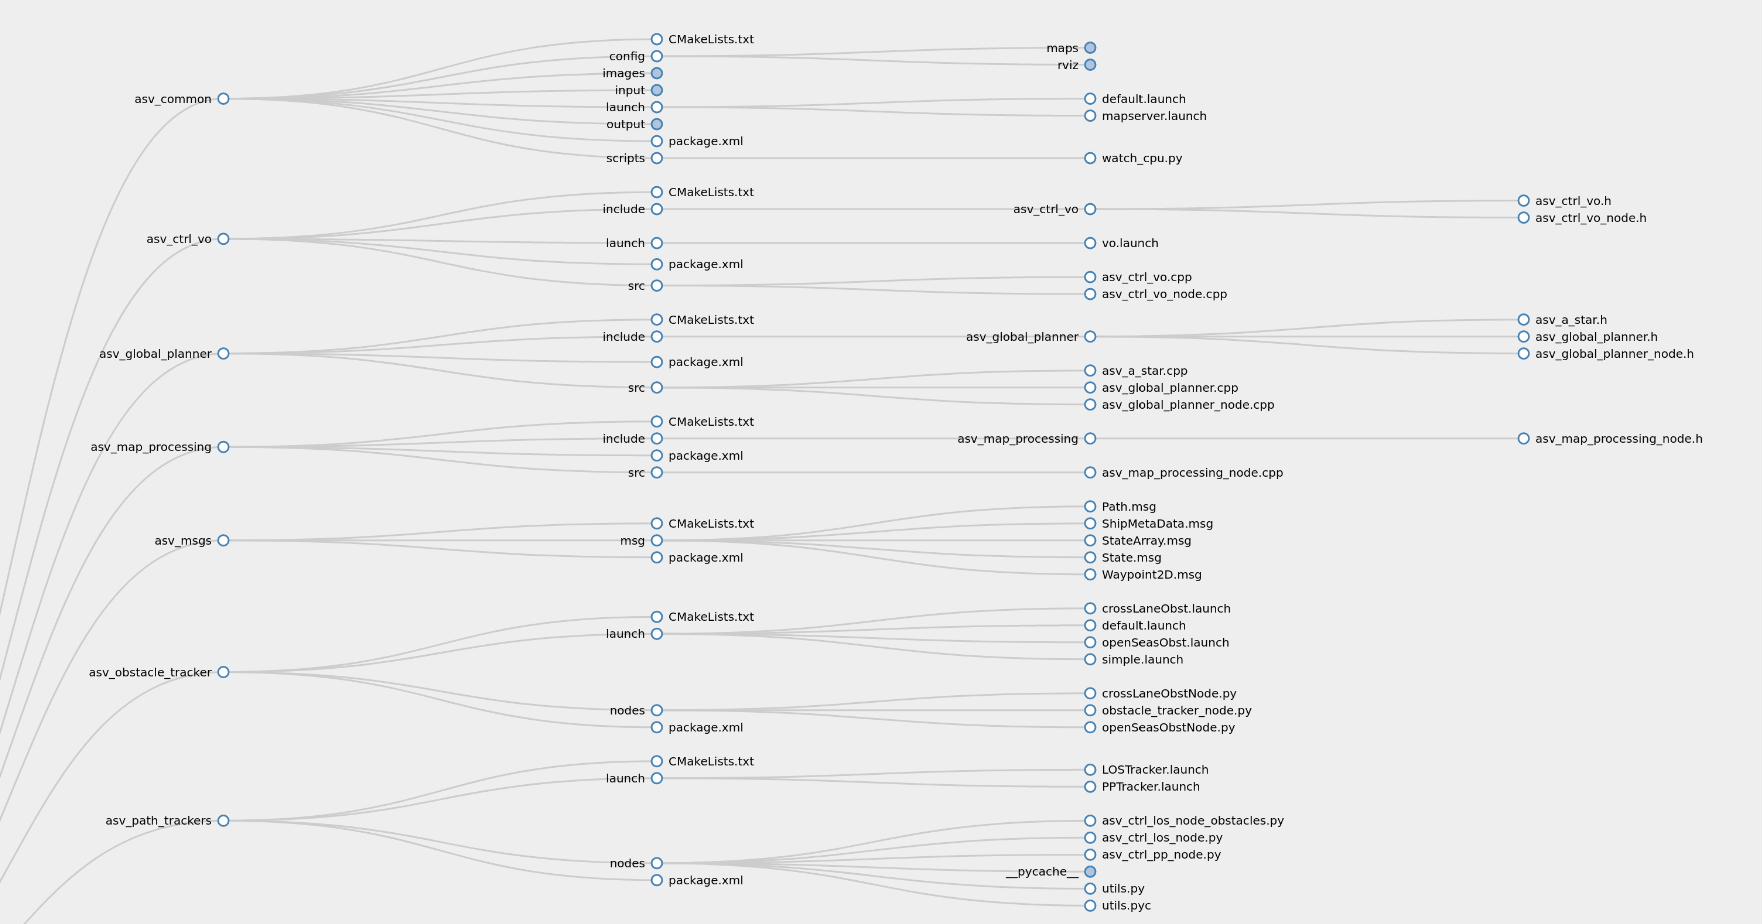 asv_common
CMakeLists.txt
config
maps
rviz
images
input
launch
default.launch
mapserver.launch
output
package.xml
scripts
watch_cpu.py
asv_ctrl_vo
CMakeLists.txt
include
asv_ctrl_vo
asv_ctrl_vo.h
asv_ctrl_vo_node.h
launch
vo.launch
package.xml
src
asv_ctrl_vo.cpp
asv_ctrl_vo_node.cpp
asv_global_planner
CMakeLists.txt
include
asv_global_planner
asv_a_star.h
asv_global_planner.h
asv_global_planner_node.h
package.xml
src
asv_a_star.cpp
asv_global_planner.cpp
asv_global_planner_node.cpp
asv_map_processing
CMakeLists.txt
include
asv_map_processing
asv_map_processing_node.h
package.xml
src
asv_map_processing_node.cpp
asv_msgs
CMakeLists.txt
msg
Path.msg
ShipMetaData.msg
StateArray.msg
State.msg
Waypoint2D.msg
package.xml
asv_obstacle_tracker
CMakeLists.txt
launch
crossLaneObst.launch
default.launch
openSeasObst.launch
simple.launch
nodes
crossLaneObstNode.py
obstacle_tracker_node.py
openSeasObstNode.py
package.xml
asv_path_trackers
CMakeLists.txt
launch
LOSTracker.launch
PPTracker.launch
nodes
asv_ctrl_los_node_obstacles.py
asv_ctrl_los_node.py
asv_ctrl_pp_node.py
__pycache__
utils.py
utils.pyc
package.xml